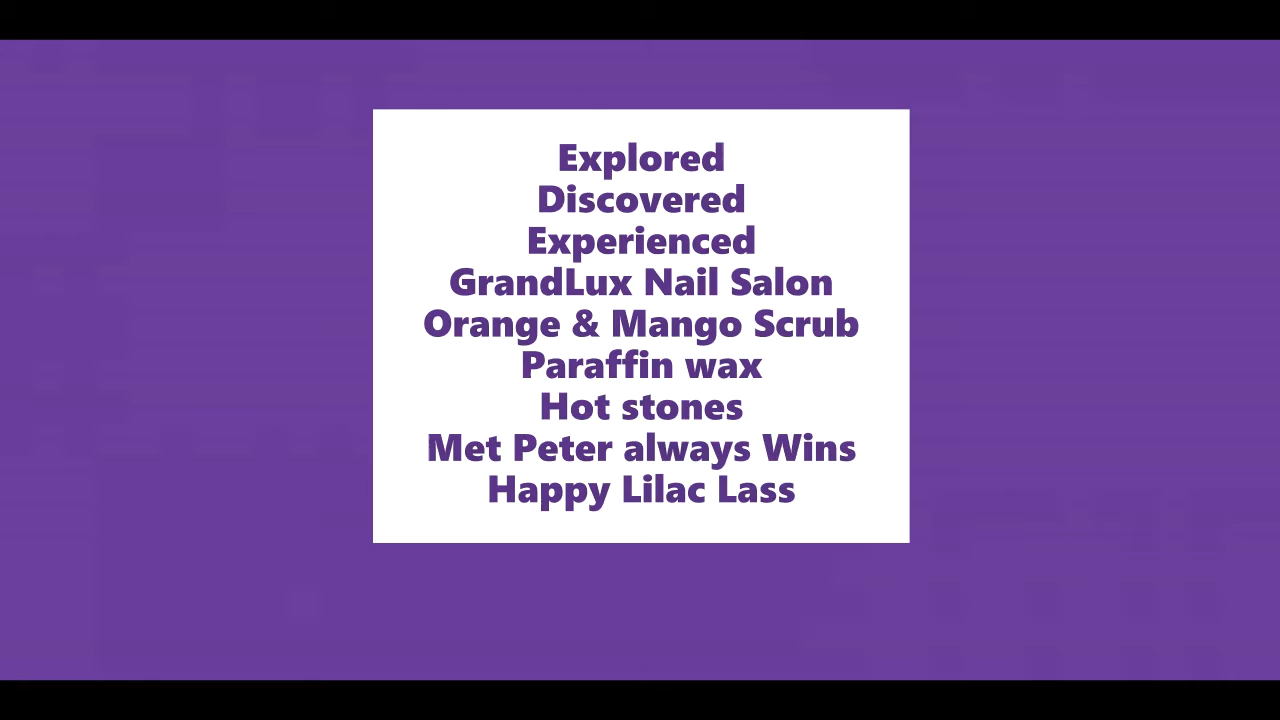 Explored
Discovered
Experienced
GrandLux Nail Salon
Orange & Mango Scrub
Paraffin wax
Hot stones
Met Peter always Wins
Happy Lilac Lass